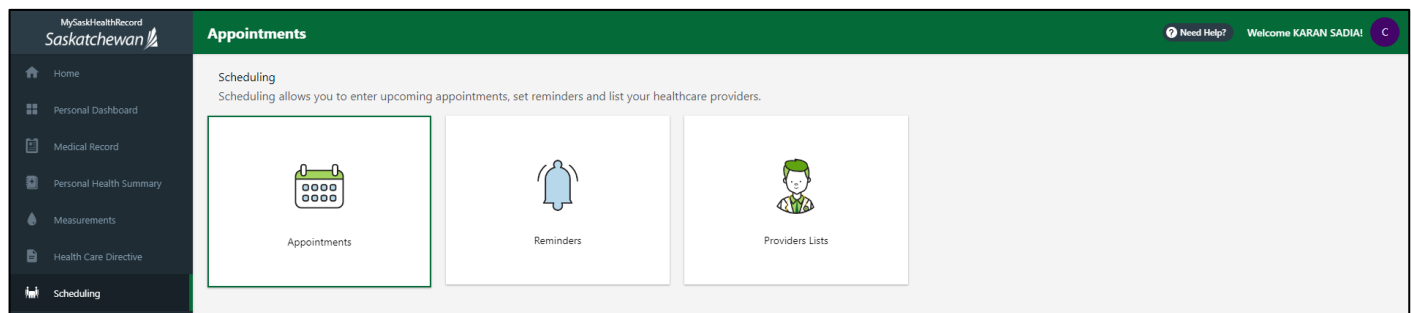 MySaskHealthRecord
Saskatchewan
Home
Personal Dashboard
Medical Record
Personal Health Summary
Measurements
Health Care Directive
Scheduling
Appointments
? Need Help?
Welcome KARAN SADIA!
C
Scheduling
Scheduling allows you to enter upcoming appointments, set reminders and list your healthcare providers.
Appointments
Reminders
Providers Lists